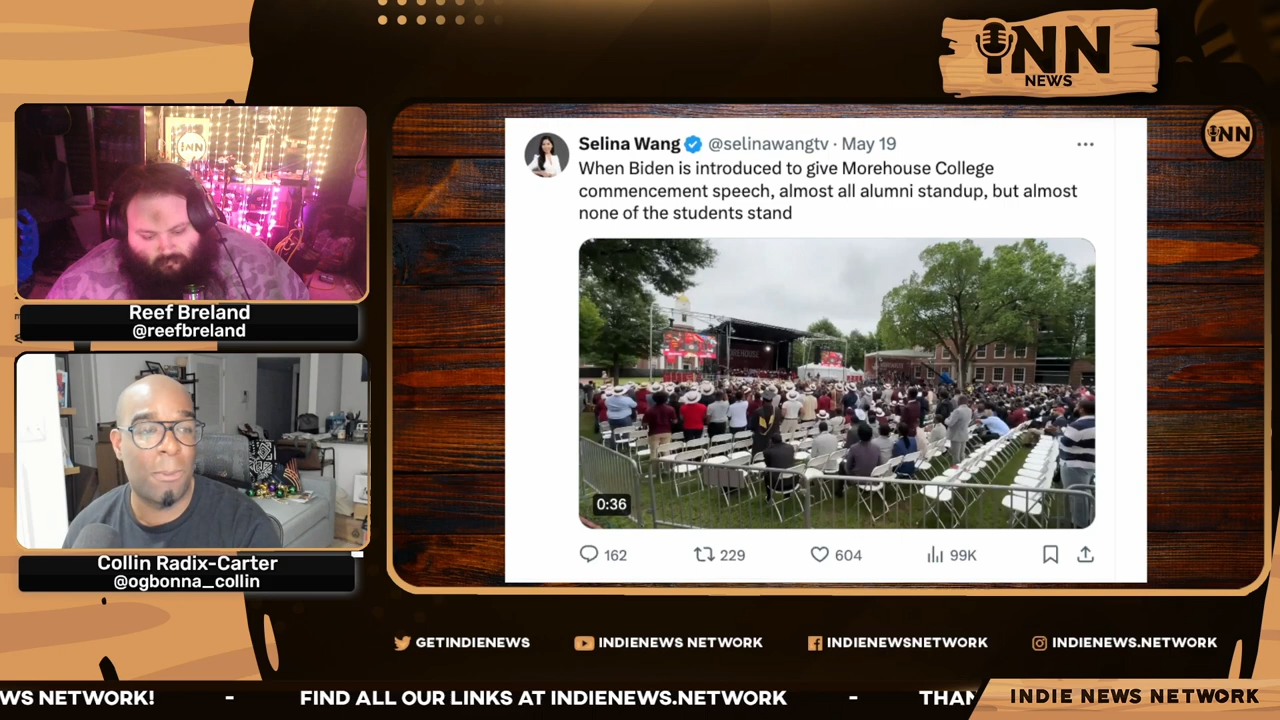 INN
NEWS
INN
Selina Wang @selinawangtv · May 19
When Biden is introduced to give Morehouse College
commencement speech, almost all alumni standup, but almost
none of the students stand
MOREHOUSE
0:36
162
229
604
99K
INN
Reef Breland
@reefbreland
Collin Radix-Carter
@ogbonna_collin
GETINDIENEWS
INDIENEWS NETWORK
INDIENEWSNETWORK
INDIENEWS.NETWORK
WS NETWORK! - FIND ALL OUR LINKS AT INDIENEWS.NETWORK - THAN
INDIE NEWS NETWORK